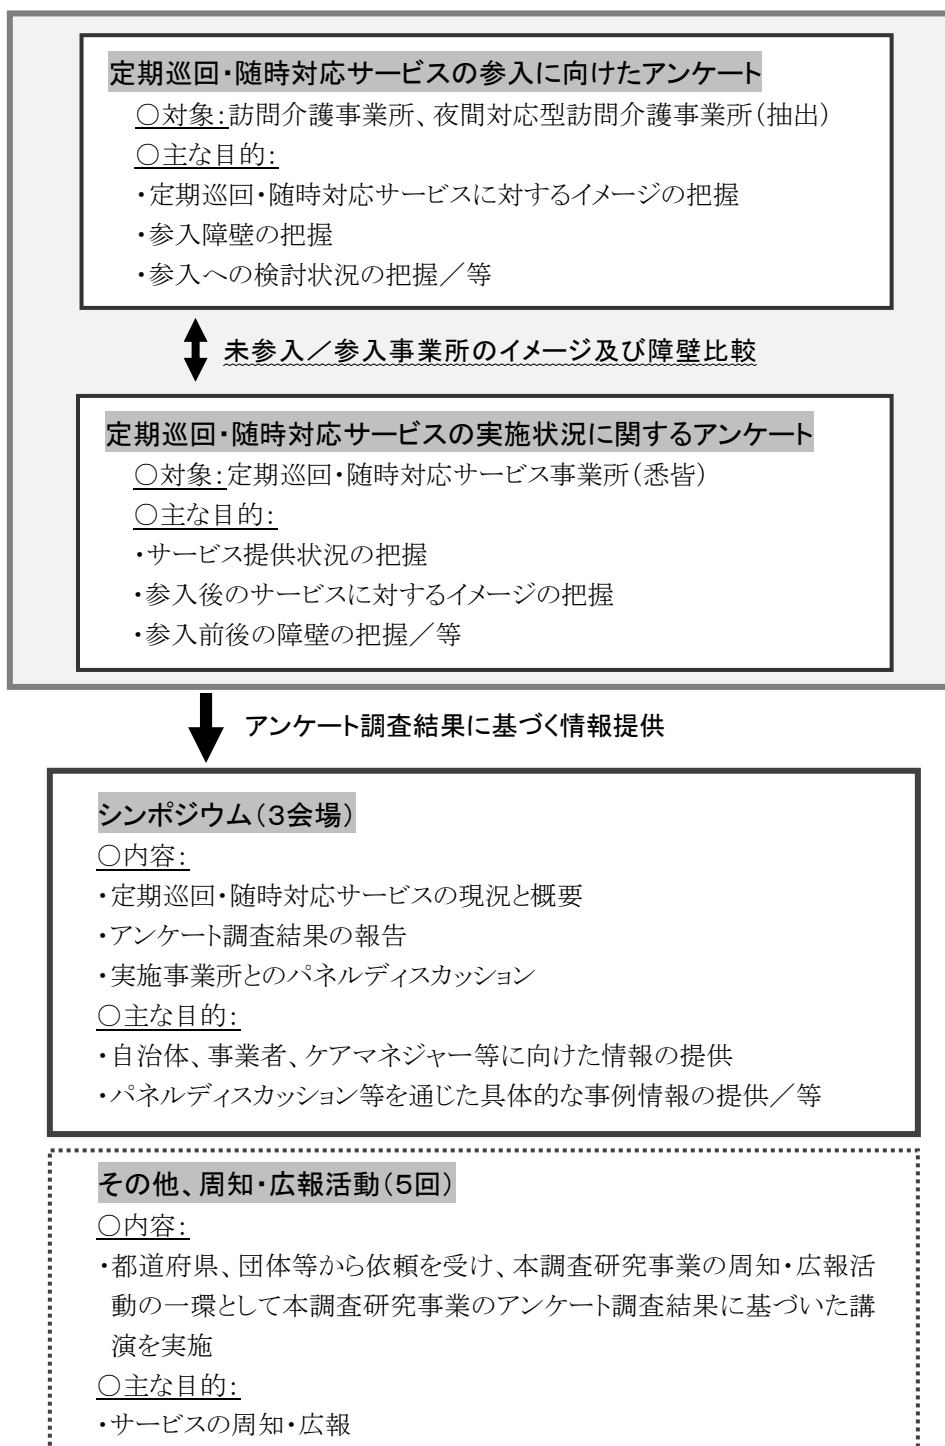 定期巡回・随時対応サービスの参入に向けたアンケート
○対象：訪問介護事業所、夜間対応型訪問介護事業所（抽出）
○主な目的：
・定期巡回・随時対応サービスに対するイメージの把握
・参入障壁の把握
・参入への検討状況の把握／等
未参入／参入事業所のイメージ及び障壁比較
定期巡回・随時対応サービスの実施状況に関するアンケート
○対象：定期巡回・随時対応サービス事業所（悉皆）
○主な目的：
・サービス提供状況の把握
・参入後のサービスに対するイメージの把握
・参入前後の障壁の把握／等
アンケート調査結果に基づく情報提供
シンポジウム（３会場）
○内容：
・定期巡回・随時対応サービスの現況と概要
・アンケート調査結果の報告
・実施事業所とのパネルディスカッション
○主な目的：
・自治体、事業者、ケアマネジャー等に向けた情報の提供
・パネルディスカッション等を通じた具体的な事例情報の提供／等
その他、周知・広報活動（５回）
○内容：
・都道府県、団体等から依頼を受け、本調査研究事業の周知・広報活
動の一環として本調査研究事業のアンケート調査結果に基づいた講
演を実施
○主な目的：
・サービスの周知・広報